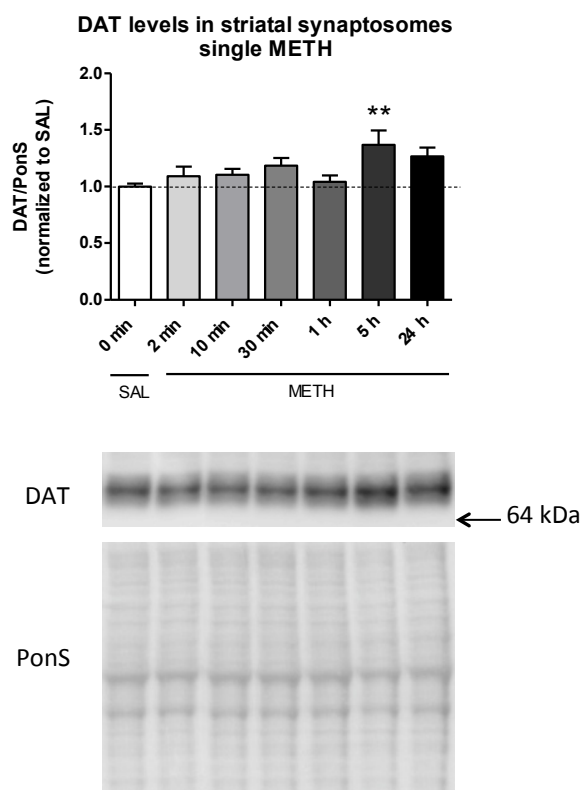 DAT levels in striatal synaptosomes
single METH
DAT/PonS
(normalized to SAL)
2.0
1.5
1.0
0.5
0.0
**
0 min
2 min
10 min
30 min
1 h
5 h
24 h
SAL
METH
DAT
64 kDa
PonS